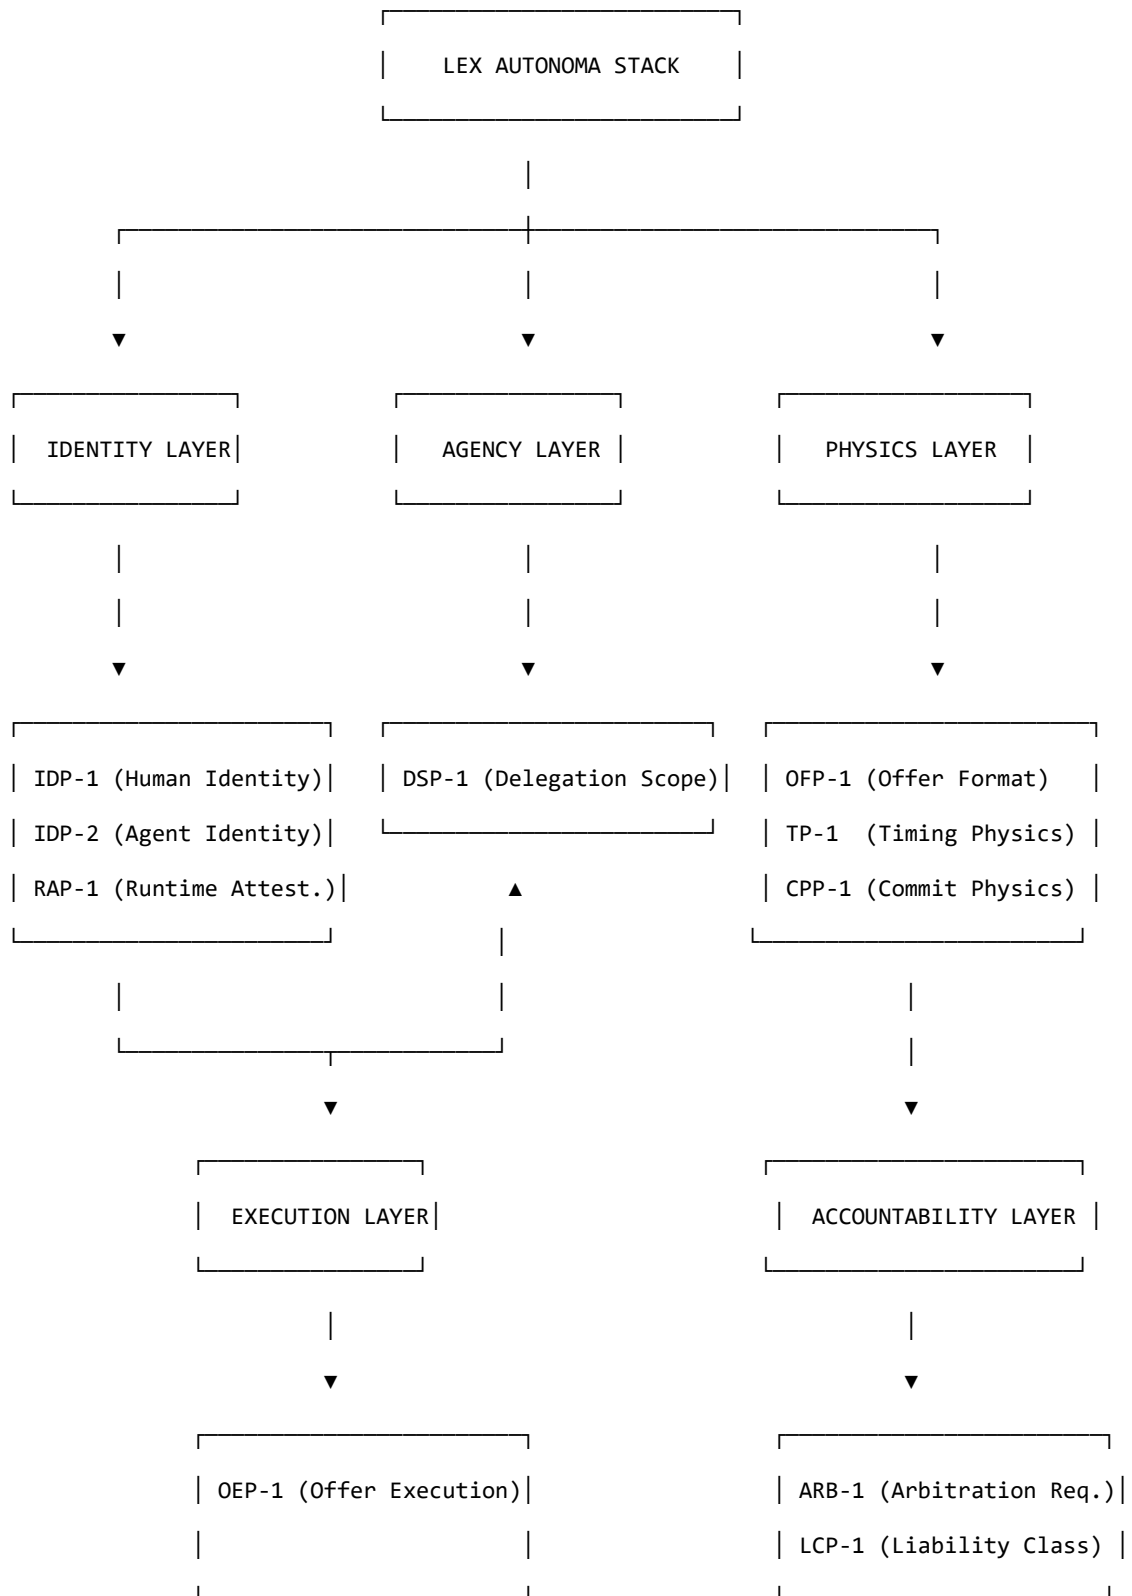 LEX AUTONOMA STACK
IDENTITY LAYER
AGENCY LAYER
PHYSICS LAYER
IDP-1 (Human Identity)
IDP-2 (Agent Identity)
RAP-1 (Runtime Attest.)
DSP-1 (Delegation Scope)
OFP-1 (Offer Format)
TP-1 (Timing Physics)
CPP-1 (Commit Physics)
EXECUTION LAYER
ACCOUNTABILITY LAYER
OEP-1 (Offer Execution)
ARB-1 (Arbitration Req.)
LCP-1 (Liability Class)